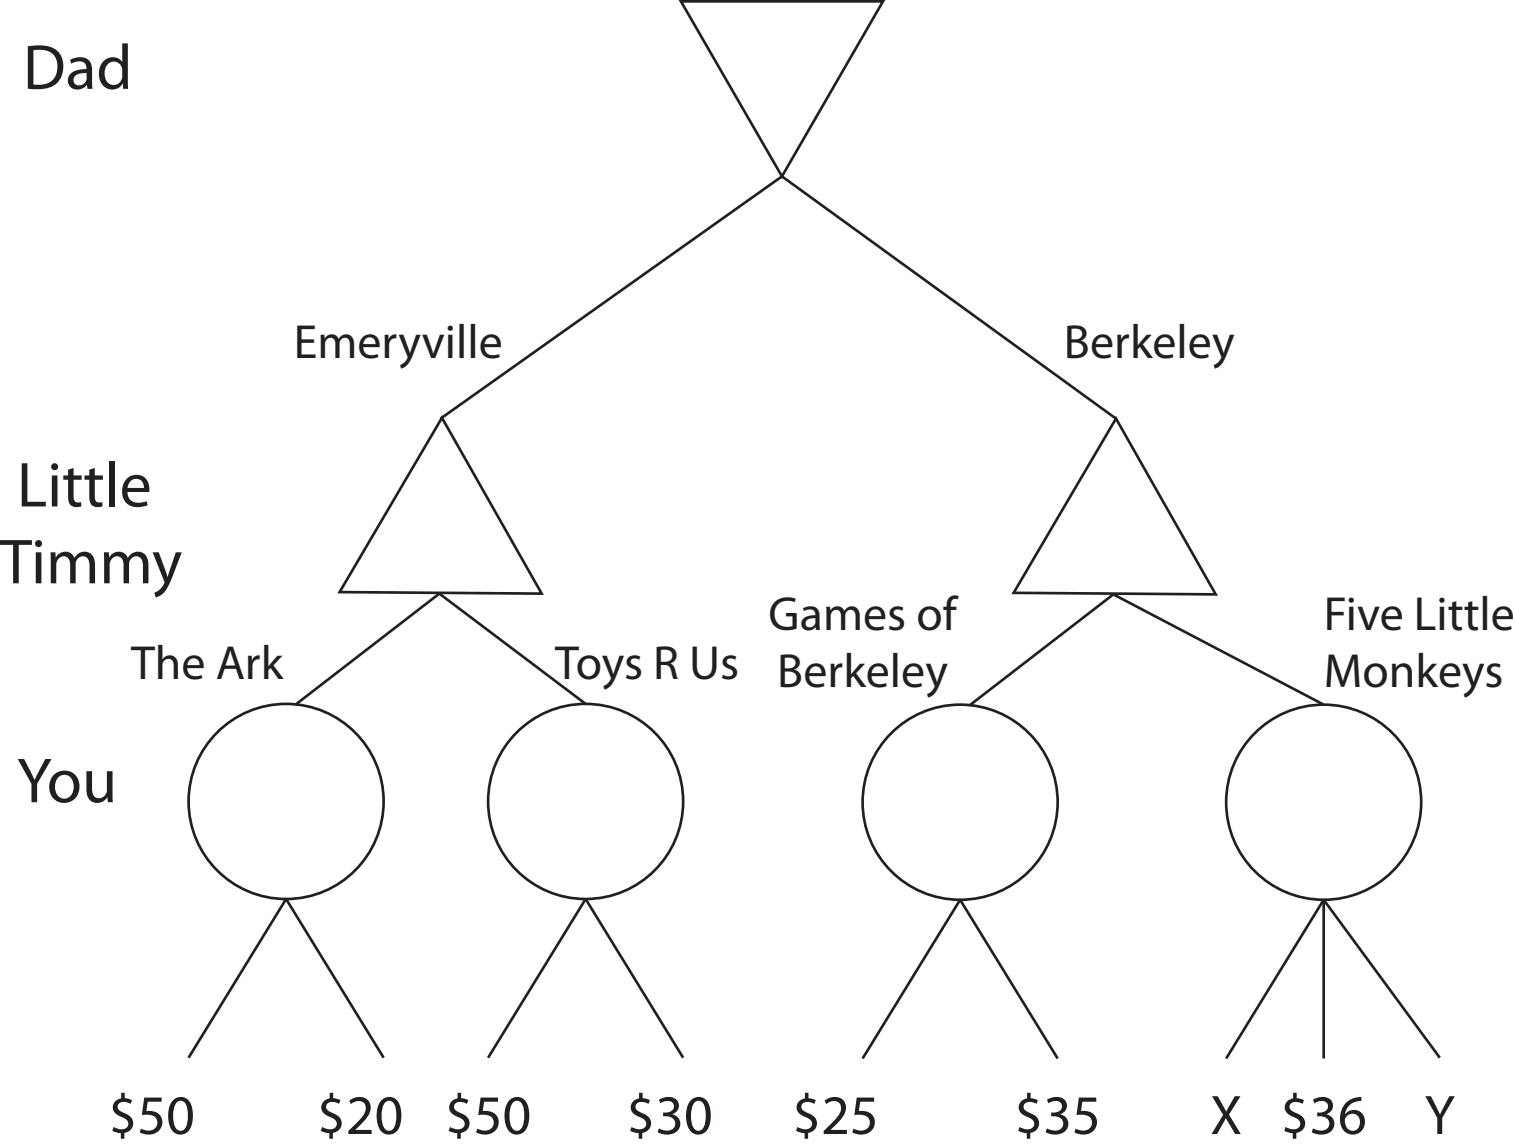 Dad
Emeryville
Berkeley
Little
Timmy
The Ark
Toys R Us
Games of
Berkeley
Five Little
Monkeys
You
$50 $20 $50 $30 $25 $35 X $36 Y